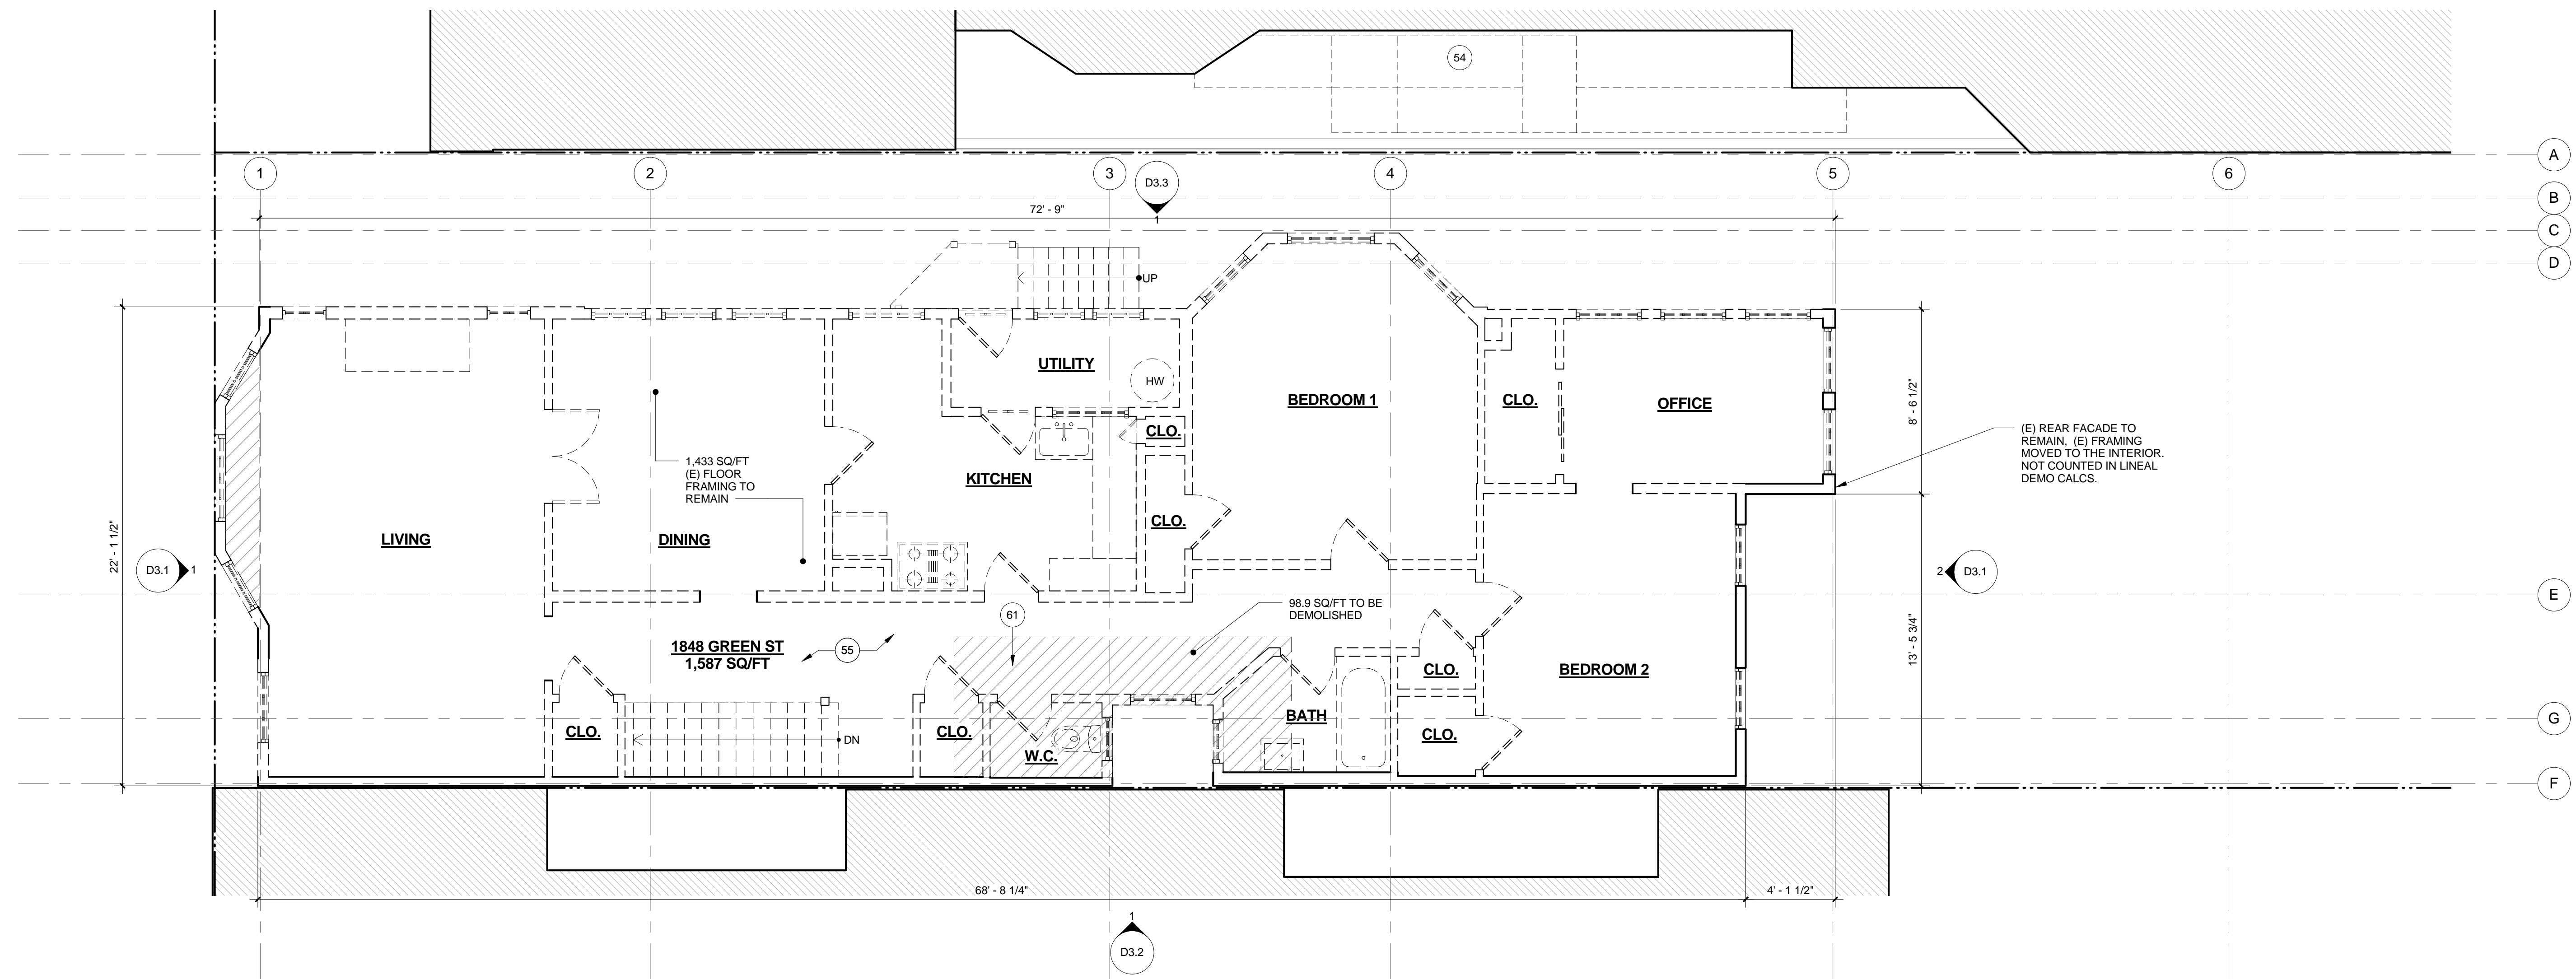 54
A
1
2
3
4
5
6
D3.3
1
B
72' - 9"
C
D
UP
UTILITY
HW
BEDROOM 1
CLO.
OFFICE
8' - 6 1/2"
CLO.
(E) REAR FACADE TO
REMAIN, (E) FRAMING
MOVED TO THE INTERIOR.
NOT COUNTED IN LINEAL
DEMO CALCS.
1,433 SQ/FT
(E) FLOOR
FRAMING TO
REMAIN
KITCHEN
CLO.
22' - 1 1/2"
LIVING
DINING
D3.1
1
2
D3.1
E
98.9 SQ/FT TO BE
DEMOLISHED
61
1848 GREEN ST
1,587 SQ/FT
55
CLO.
BEDROOM 2
13' - 5 3/4"
BATH
G
CLO.
DN
CLO.
CLO.
W.C.
F
68' - 8 1/4"
4' - 1 1/2"
1
D3.2